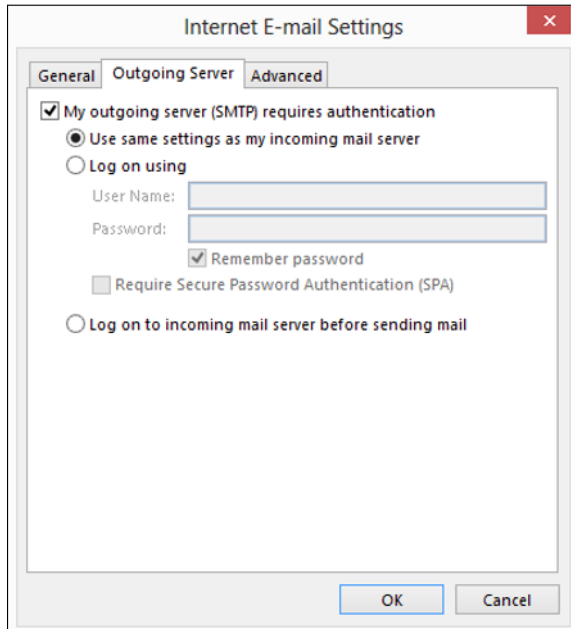 Internet E-mail Settings
General Outgoing Server Advanced
My outgoing server (SMTP) requires authentication
Use same settings as my incoming mail server
Log on using
User Name:
Password:
Remember password
Require Secure Password Authentication (SPA)
Log on to incoming mail server before sending mail
OK Cancel